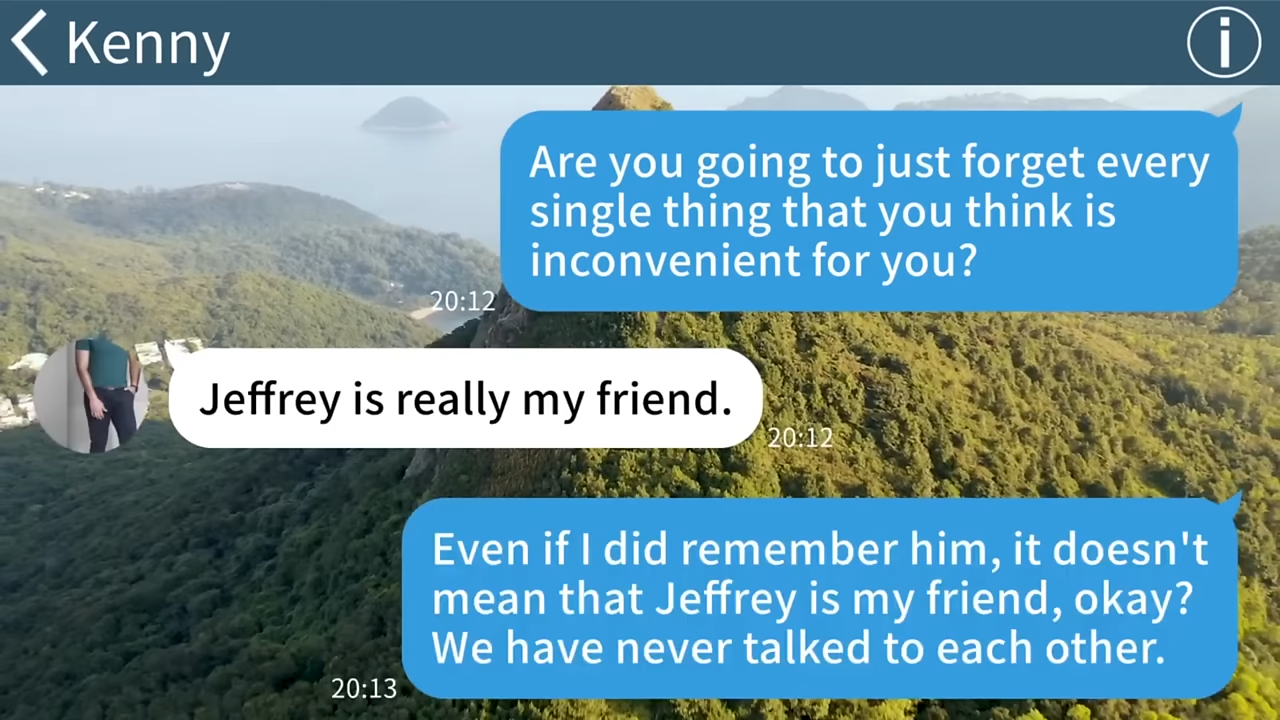 Kenny
Are you going to just forget every
single thing that you think is
inconvenient for you?
20:12
Jeffrey is really my friend.
20:12
Even if I did remember him, it doesn't
mean that Jeffrey is my friend, okay?
We have never talked to each other.
20:13